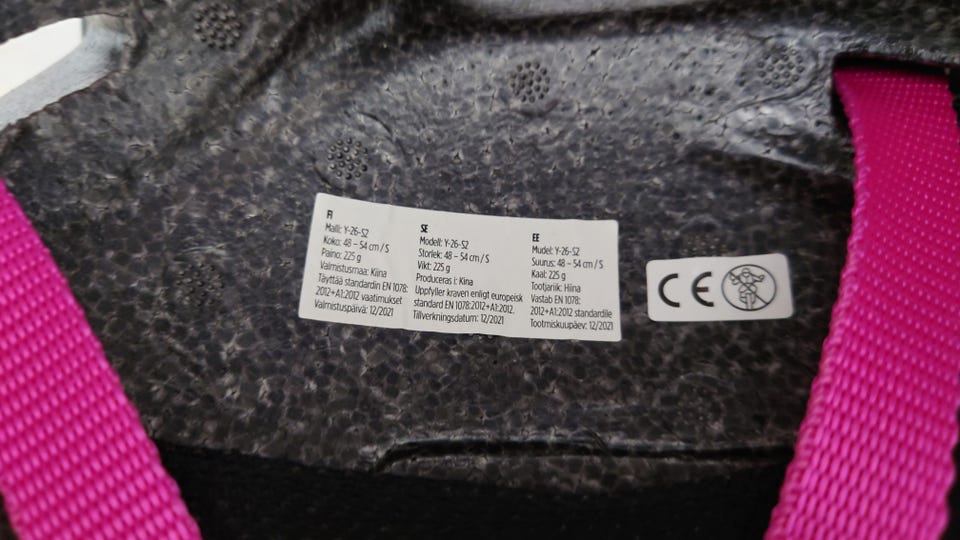 FI
Malli: Y-26-S2
Koko: 48 – 54 cm / S
Paino: 225 g
Valmistusmaa: Kiina
Täyttää standardin EN 1078:
2012+A1:2012 vaatimukset
Valmistuspäivä: 12/2021
SE
Modell: Y-26-S2
Storlek: 48 – 54 cm / S
Vikt: 225 g
Produceras i: Kina
Uppfyller kraven enligt europeisk
standard EN 1078:2012+A1:2012.
Tillverkningsdatum: 12/2021
EE
Mudel: Y-26-S2
Suurus: 48 – 54 cm / S
Kaal: 225 g
Tootjariik: Hiina
Vastab EN 1078:
2012+A1:2012 standardile
Tootmiskuupäev: 12/2021
CE